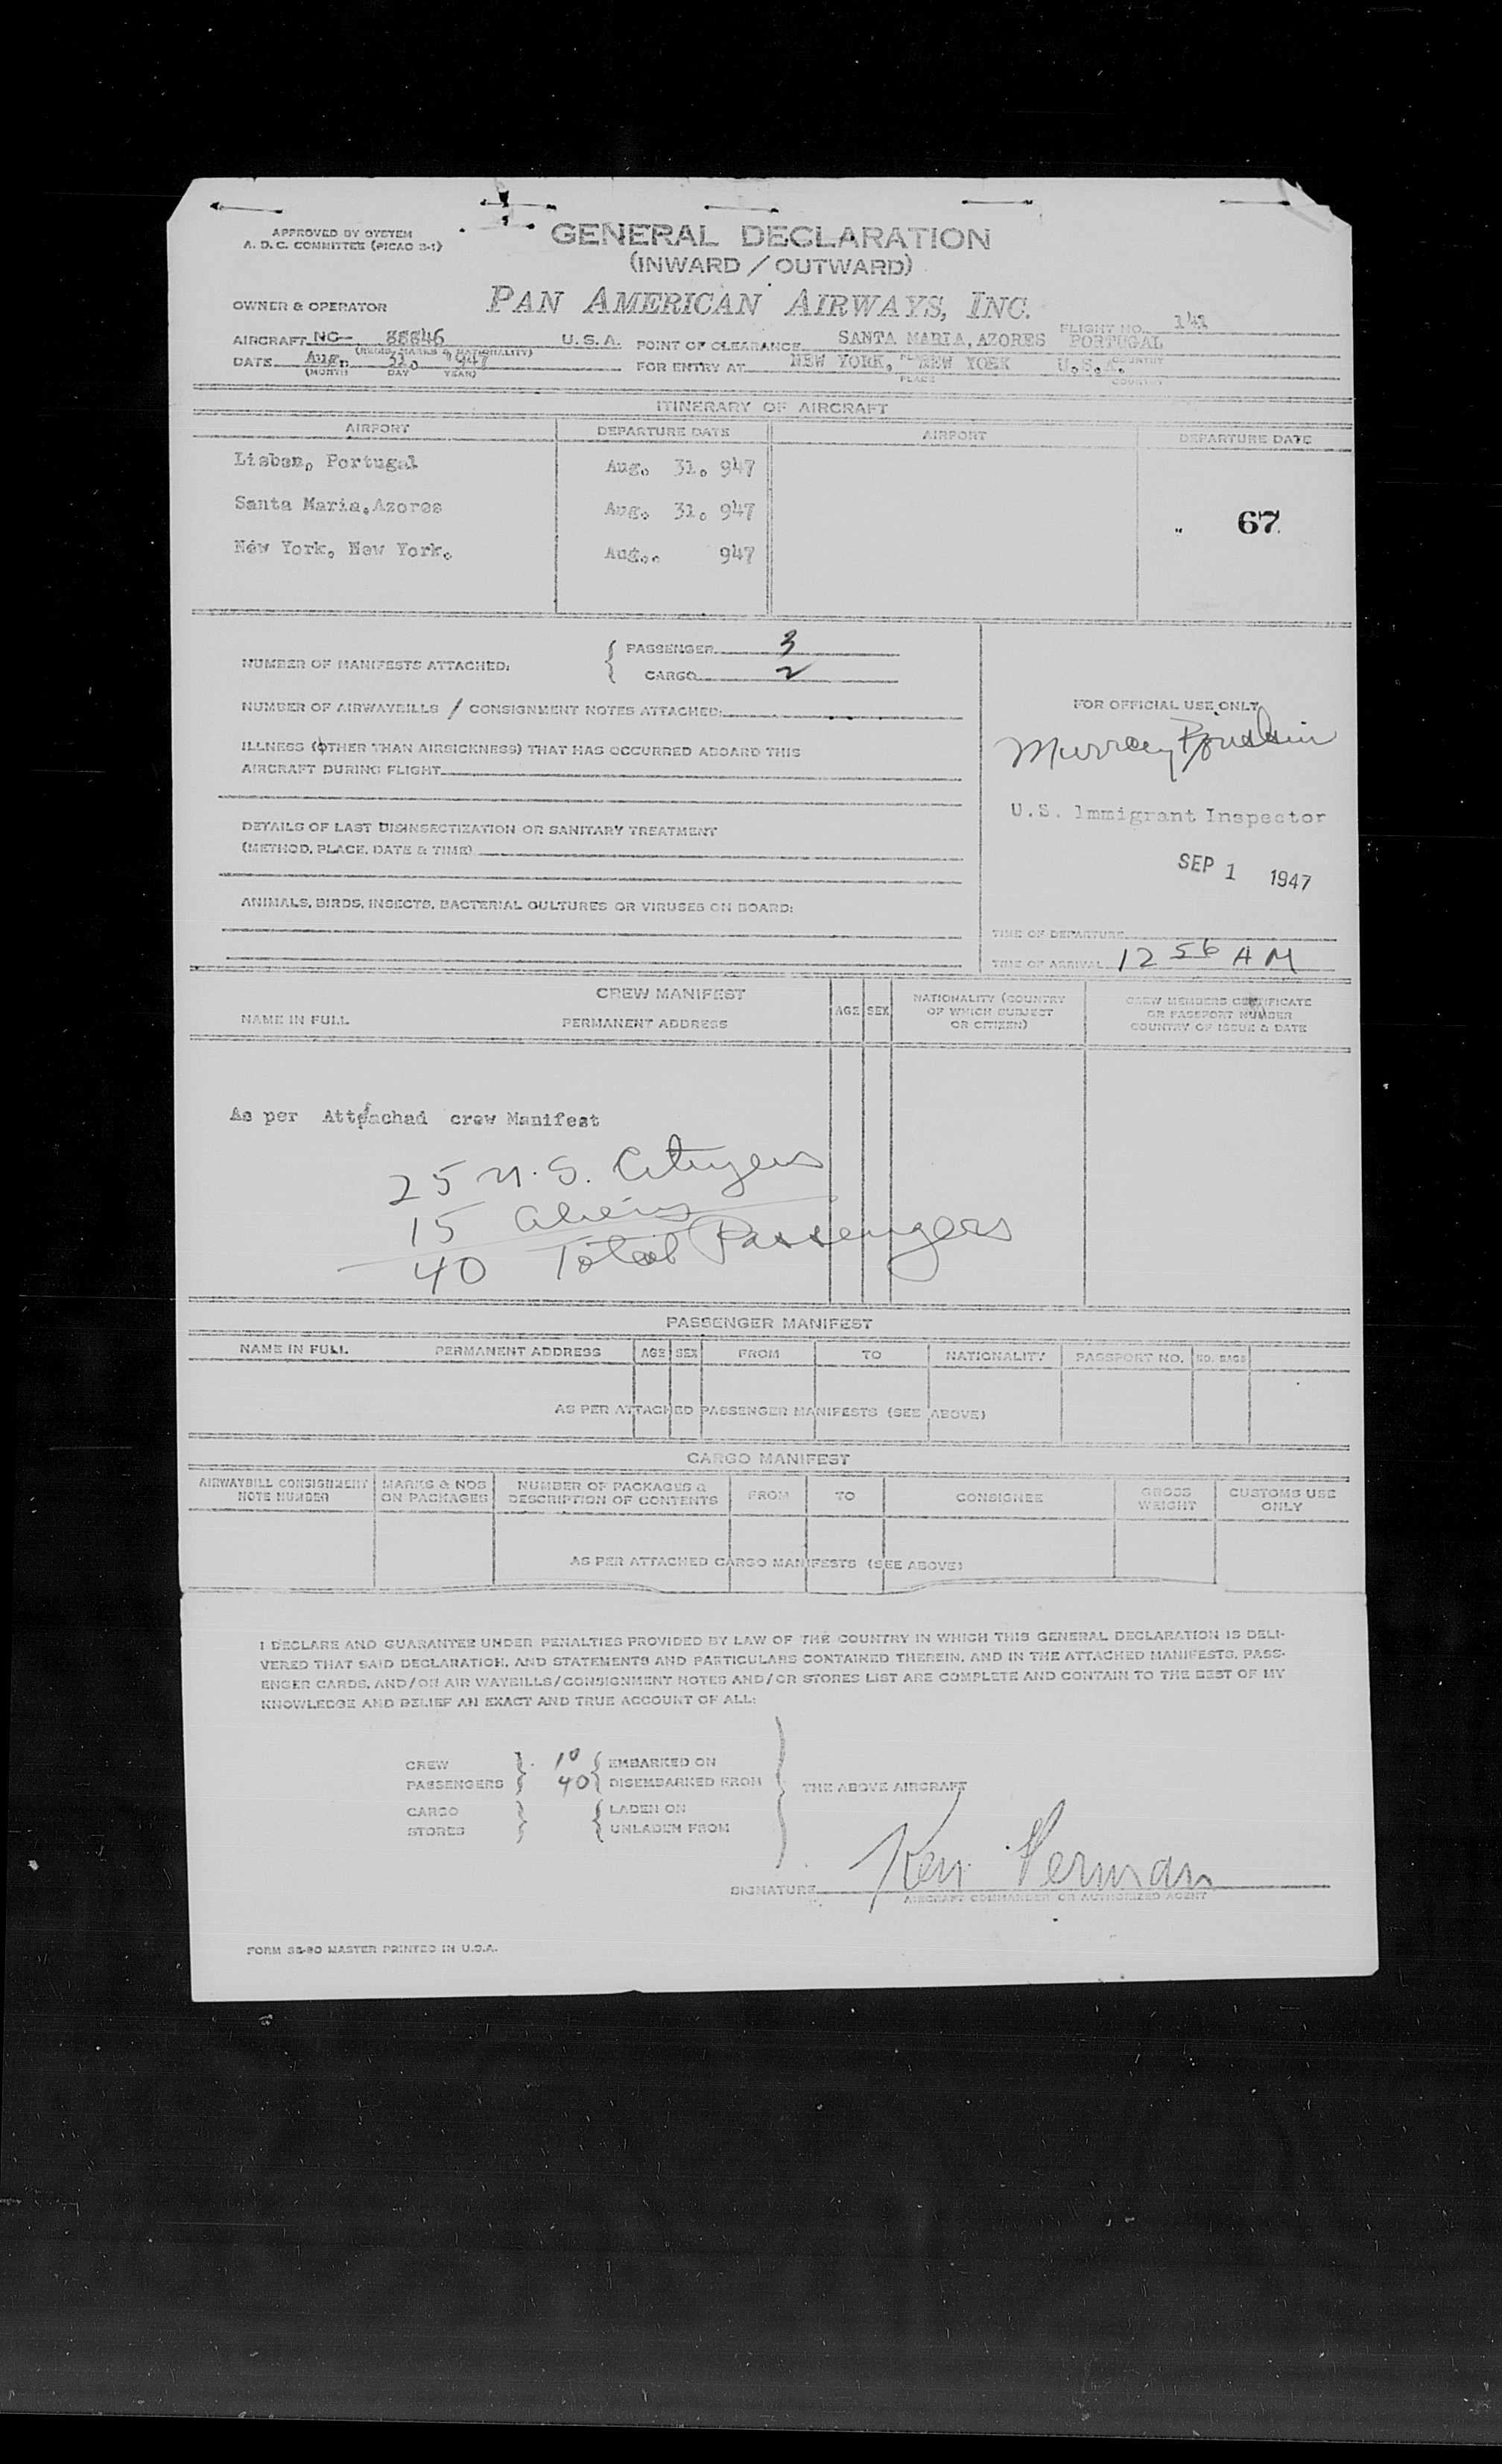 APPROVED BY SYSTEM
A. D. C. COMMITTEE (PICAO 3-1)
GENERAL DECLARATION
(INWARD / OUTWARD)
OWNER & OPERATOR PAN AMERICAN AIRWAYS, INC.
FLIGHT NO. 141
AIRCRAFT NC- 88846 U.S.A. POINT OF CLEARANCE SANTA MARIA, AZORES PORTUGAL
(REGIS. MARKS & NATIONALITY) PLACE COUNTRY
DATE Aug. 31. 947 FOR ENTRY AT NEW YORK, NEW YORK U.S.A.
(MONTH DAY YEAR) PLACE COUNTRY
ITINERARY OF AIRCRAFT
AIRPORT DEPARTURE DATE AIRPORT DEPARTURE DATE
Lisbon, Portugal Aug. 31. 947
Santa Maria.Azores Aug. 31. 947
67
New York, New York. Aug.. 947
NUMBER OF MANIFESTS ATTACHED: PASSENGER 3
CARGO 2
NUMBER OF AIRWAYBILLS / CONSIGNMENT NOTES ATTACHED:
FOR OFFICIAL USE ONLY
Murray
ILLNESS (OTHER THAN AIRSICKNESS) THAT HAS OCCURRED ABOARD THIS
AIRCRAFT DURING FLIGHT
U.S. Immigrant Inspector
DETAILS OF LAST DISINSECTIZATION OR SANITARY TREATMENT
(METHOD, PLACE, DATE & TIME)
SEP 1 1947
ANIMALS, BIRDS, INSECTS, BACTERIAL CULTURES OR VIRUSES ON BOARD:
TIME OF DEPARTURE
TIME OF ARRIVAL 12 56 AM
CREW MANIFEST
NAME IN FULL PERMANENT ADDRESS AGE SEX NATIONALITY (COUNTRY OF WHICH SUBJECT OR CITIZEN) CREW MEMBERS CERTIFICATE OR PASSPORT NUMBER COUNTRY OF ISSUE & DATE
As per Attachad crew Manifest
25 U.S. Citizens
15 aliens
40 Total Passengers
PASSENGER MANIFEST
NAME IN FULL PERMANENT ADDRESS AGE SEX FROM TO NATIONALITY PASSPORT NO. NO. BAGS
AS PER ATTACHED PASSENGER MANIFESTS (SEE ABOVE)
CARGO MANIFEST
AIRWAYBILL CONSIGNMENT NOTE NUMBER MARKS & NOS ON PACKAGES NUMBER OF PACKAGES & DESCRIPTION OF CONTENTS FROM TO CONSIGNEE GROSS WEIGHT CUSTOMS USE ONLY
AS PER ATTACHED CARGO MANIFESTS (SEE ABOVE)
I DECLARE AND GUARANTEE UNDER PENALTIES PROVIDED BY LAW OF THE COUNTRY IN WHICH THIS GENERAL DECLARATION IS DELI-
VERED THAT SAID DECLARATION, AND STATEMENTS AND PARTICULARS CONTAINED THEREIN, AND IN THE ATTACHED MANIFESTS, PASS-
ENGER CARDS, AND/OR AIR WAYBILLS/CONSIGNMENT NOTES AND/OR STORES LIST ARE COMPLETE AND CONTAIN TO THE BEST OF MY
KNOWLEDGE AND BELIEF AN EXACT AND TRUE ACCOUNT OF ALL:
CREW 10 EMBARKED ON
PASSENGERS 40 DISEMBARKED FROM THE ABOVE AIRCRAFT
CARGO LADEN ON
STORES UNLADEN FROM
SIGNATURE Ken
AIRCRAFT COMMANDER OR AUTHORIZED AGENT
FORM 38-80 MASTER PRINTED IN U.S.A.